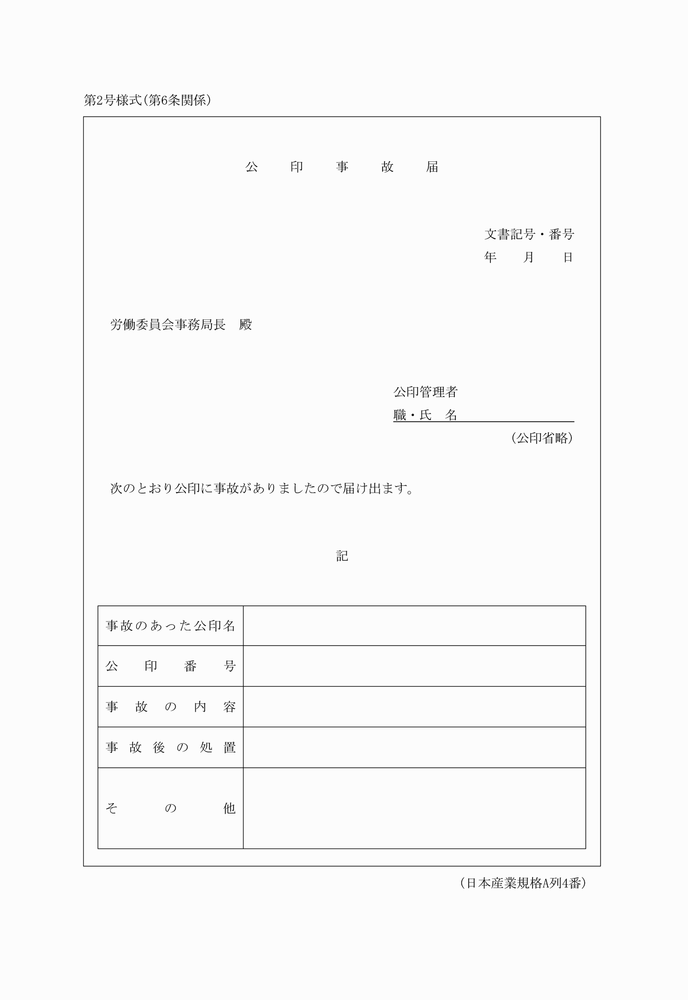 第2号様式(第6条関係)
公印事故届
文書記号・番号
年　月　日
労働委員会事務局長　殿
公印管理者
職・氏　名
(公印省略)
次のとおり公印に事故がありましたので届け出ます。
記
事故のあった公印名
公印番号
事故の内容
事故後の処置
その他
(日本産業規格A列4番)